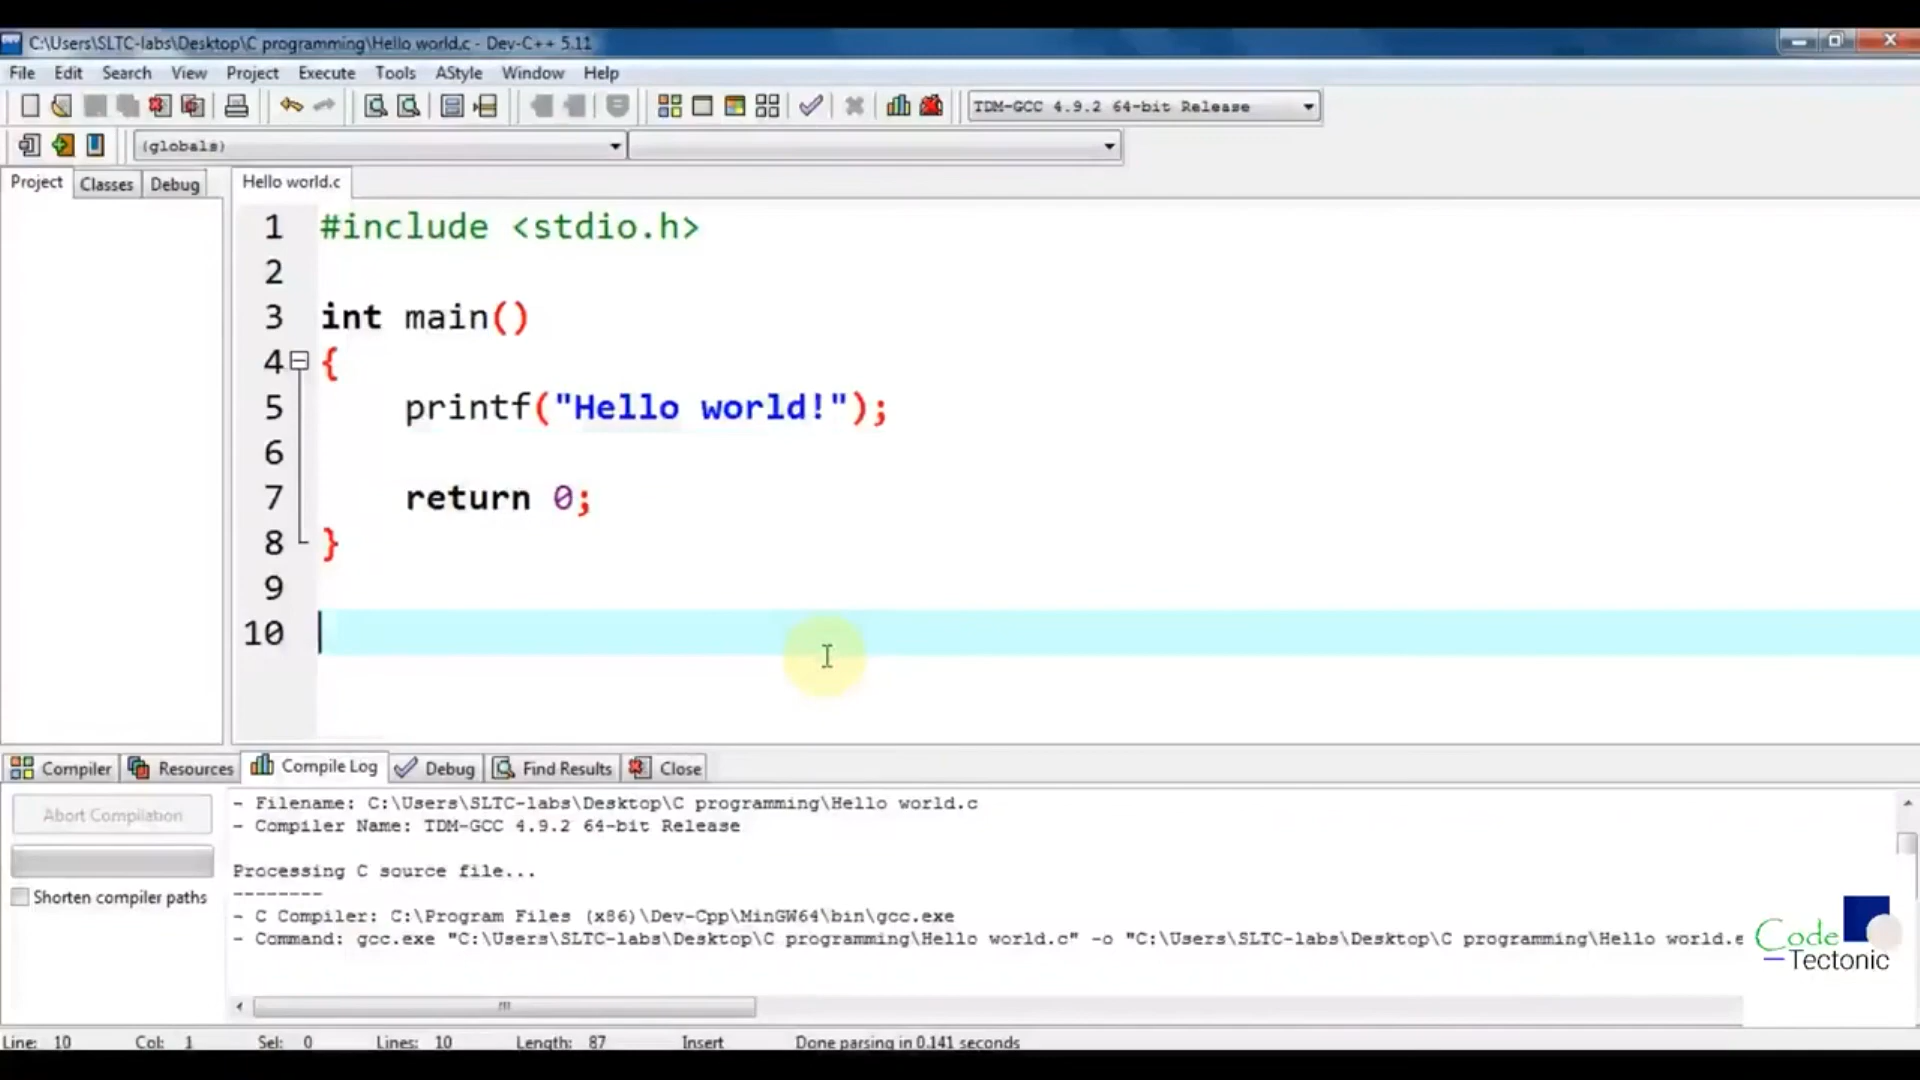 C:\Users\SLTC-labs\Desktop\C programming\Hello world.c - Dev-C++ 5.11
File Edit Search View Project Execute Tools AStyle Window Help
TDM-GCC 4.9.2 64-bit Release
(globals)
Project Classes Debug Hello world.c
1 #include <stdio.h>
2
3 int main()
4 {
5 printf("Hello world!");
6
7 return 0;
8 }
9
10
Compiler Resources Compile Log Debug Find Results Close
Abort Compilation
Shorten compiler paths
- Filename: C:\Users\SLTC-labs\Desktop\C programming\Hello world.c
- Compiler Name: TDM-GCC 4.9.2 64-bit Release
Processing C source file...
--------
- C Compiler: C:\Program Files (x86)\Dev-Cpp\MinGW64\bin\gcc.exe
- Command: gcc.exe "C:\Users\SLTC-labs\Desktop\C programming\Hello world.c" -o "C:\Users\SLTC-labs\Desktop\C programming\Hello world.e
Code
Tectonic
Line: 10 Col: 1 Sel: 0 Lines: 10 Length: 87 Insert Done parsing in 0.141 seconds